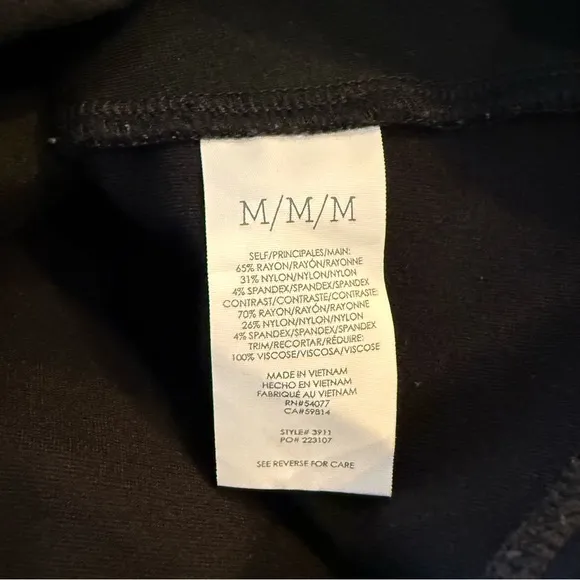 M/M/M
SELF/PRINCIPALES/MAIN:
65% RAYON/RAYÓN/RAYONNE
31% NYLON/NYLON/NYLON
4% SPANDEX/SPANDEX/SPANDEX
CONTRAST/CONTRASTE/CONTRASTE:
70% RAYON/RAYÓN/RAYONNE
26% NYLON/NYLON/NYLON
4% SPANDEX/SPANDEX/SPANDEX
TRIM/RECORTAR/RÉDUIRE:
100% VISCOSE/VISCOSA/VISCOSE
MADE IN VIETNAM
HECHO EN VIETNAM
FABRIQUÉ AU VIETNAM
RN#54077
CA#59814
STYLE# 3911
PO# 223107
SEE REVERSE FOR CARE